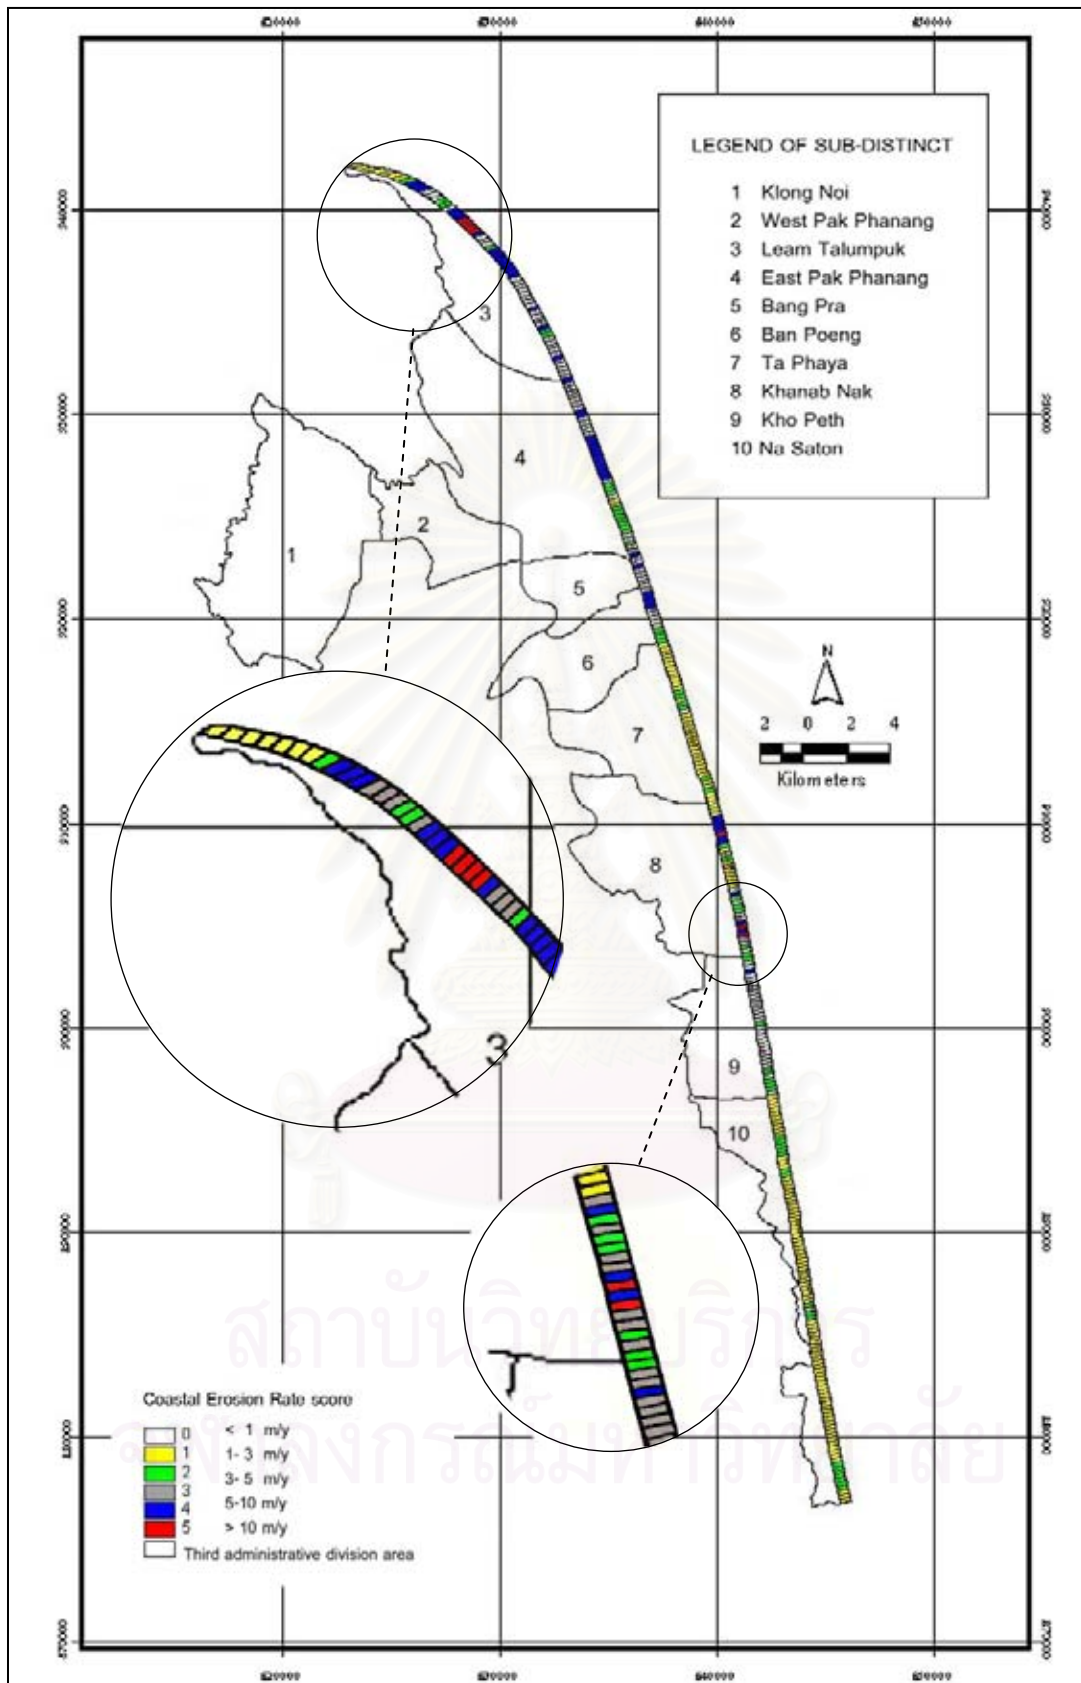 LEGEND OF SUB-DISTINCT
1 Klong Noi
2 West Pak Phanang
3 Leam Talumpuk
4 East Pak Phanang
5 Bang Pra
6 Ban Poeng
7 Ta Phaya
8 Khanab Nak
9 Kho Peth
10 Na Saton
3
4
2
1
5
6
N
2 0 2 4
Kilometers
7
8
3
9
10
สถาบันวิทยบริการ
จุฬาลงกรณ์มหาวิทยาลัย
Coastal Erosion Rate score
0 < 1 m/y
1 1- 3 m/y
2 3- 5 m/y
3 5-10 m/y
4 > 10 m/y
5
Third administrative division area